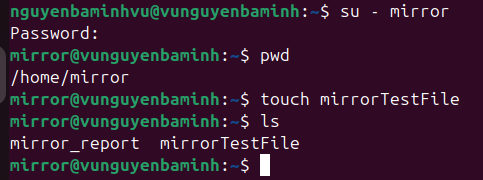 nguyenbaminhvu@vunguyenbaminh:~$ su - mirror
Password:
mirror@vunguyenbaminh:~$ pwd
/home/mirror
mirror@vunguyenbaminh:~$ touch mirrorTestFile
mirror@vunguyenbaminh:~$ ls
mirror_report  mirrorTestFile
mirror@vunguyenbaminh:~$